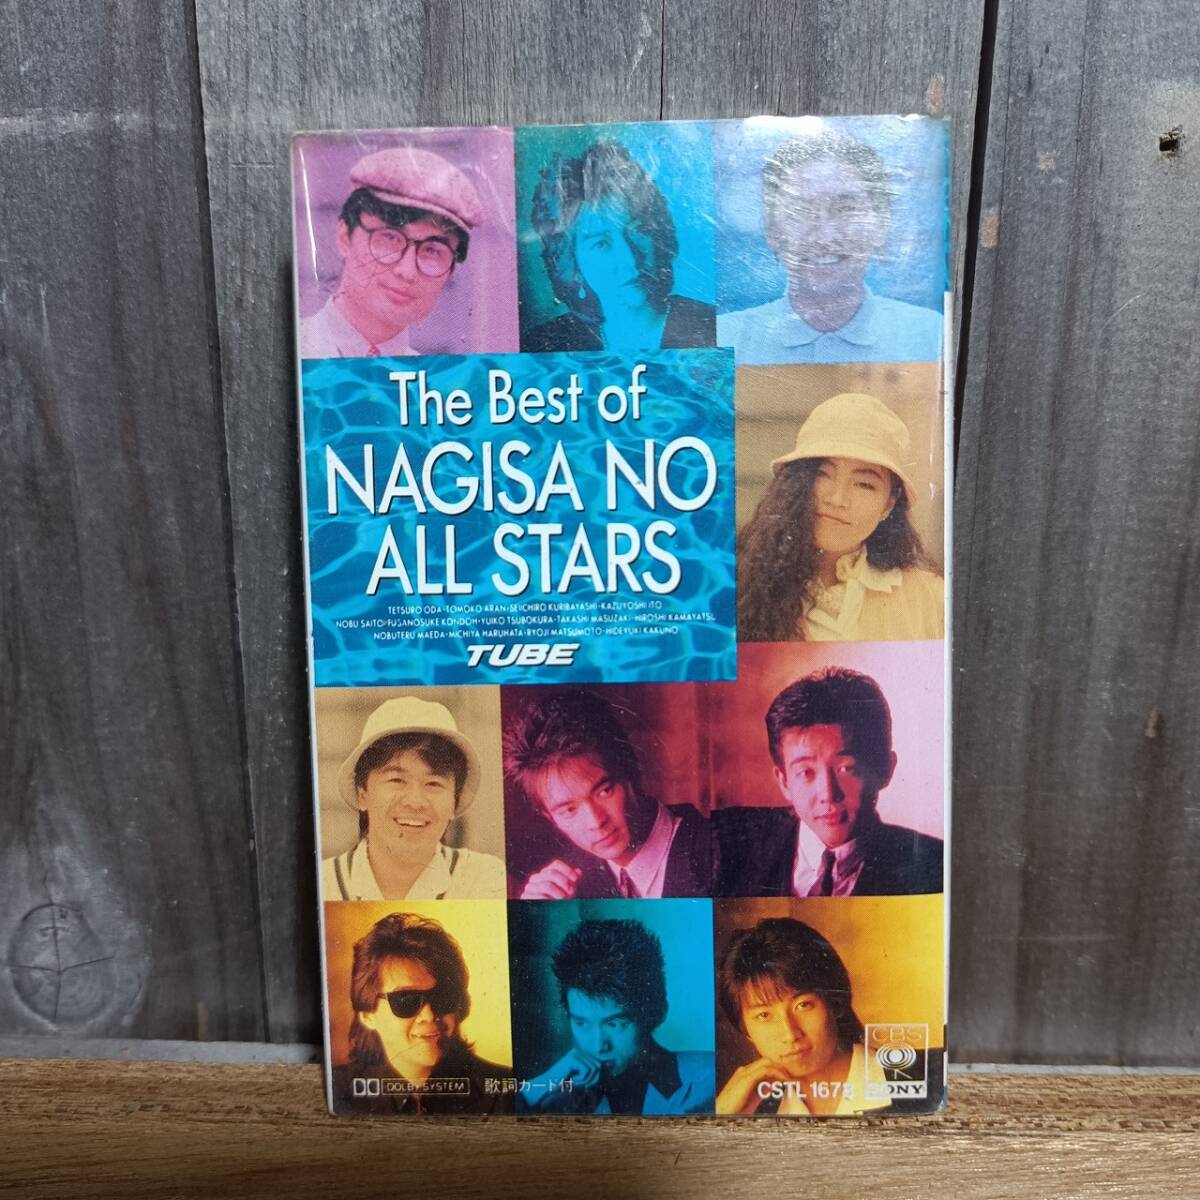 The Best of
NAGISA NO
ALL STARS
TETSURO ODA・TOMOKO ARAN・SEIICHIRO KURIBAYASHI・KAZUYOSHI ITO
NOBU SAITO・FUSANOSUKE KONDOH・YUIKO TSUBOKURA・TAKASHI MASUZAKI・HIROSHI KAMAYATSU
NOBUTERU MAEDA・MICHIYA HARUHATA・RYOJI MATSUMOTO・HIDEYUKI KAKUNO
TUBE
DOLBY SYSTEM 歌詞カード付
CBS
CSTL 1678 SONY